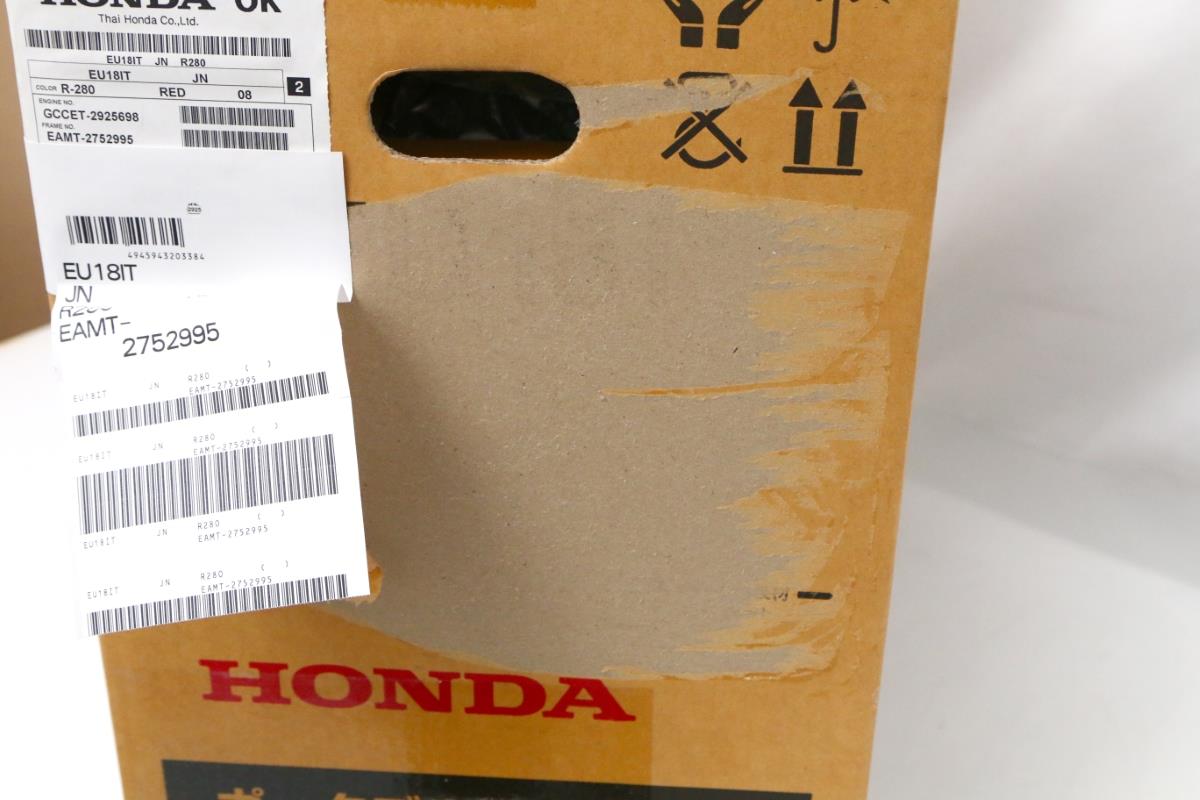 HONDA OK
Thai Honda Co.,Ltd.
EU18IT JN R280
EU18IT JN
COLOR R-280 RED 08 2
ENGINE NO.
GCCET-2925698
FRAME NO.
EAMT-2752995
2925
4945943203384
EU18IT
JN
R280
EAMT-
2752995
EU18IT JN R280 ( )
EAMT-2752995
EU18IT JN R280 ( )
EAMT-2752995
EU18IT JN R280 ( )
EAMT-2752995
EU18IT JN R280 ( )
EAMT-2752995
HONDA